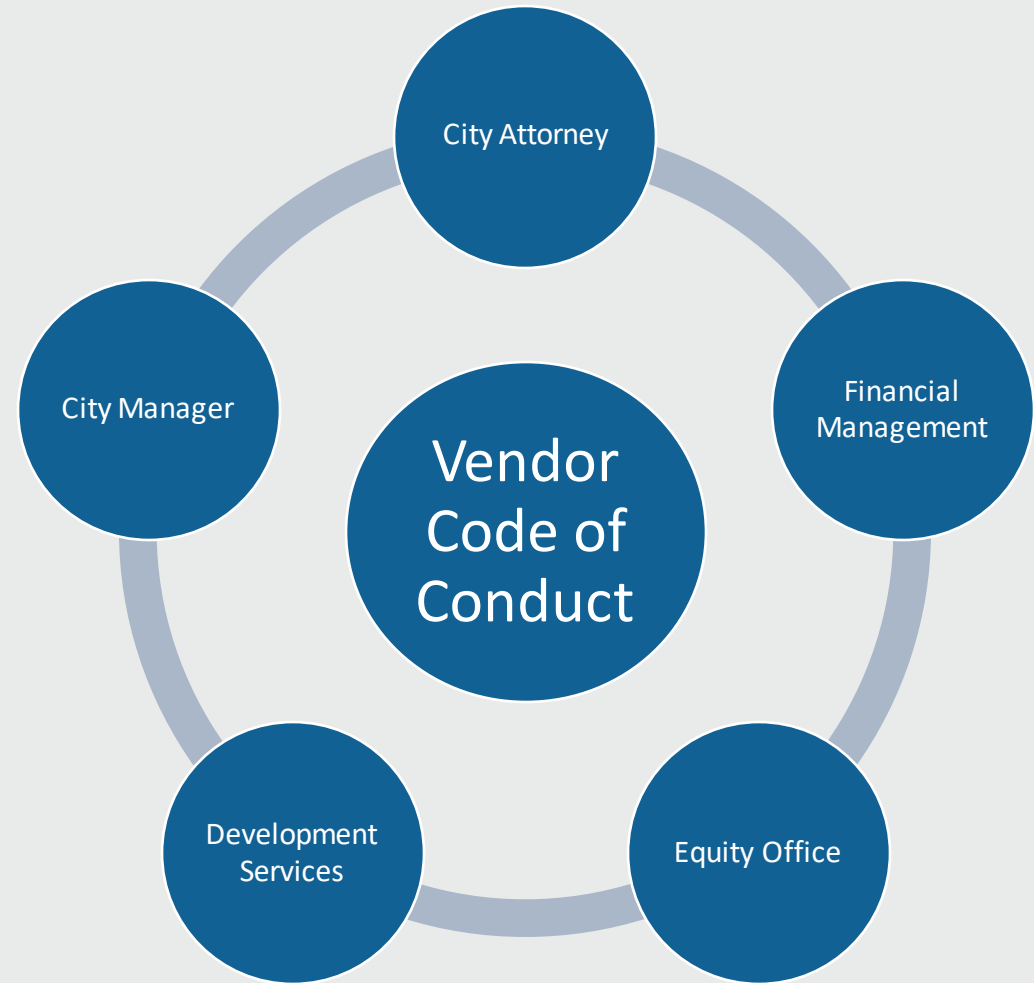 City Attorney
Financial
Management
City Manager
Vendor
Code of
Conduct
Development
Services
Equity Office